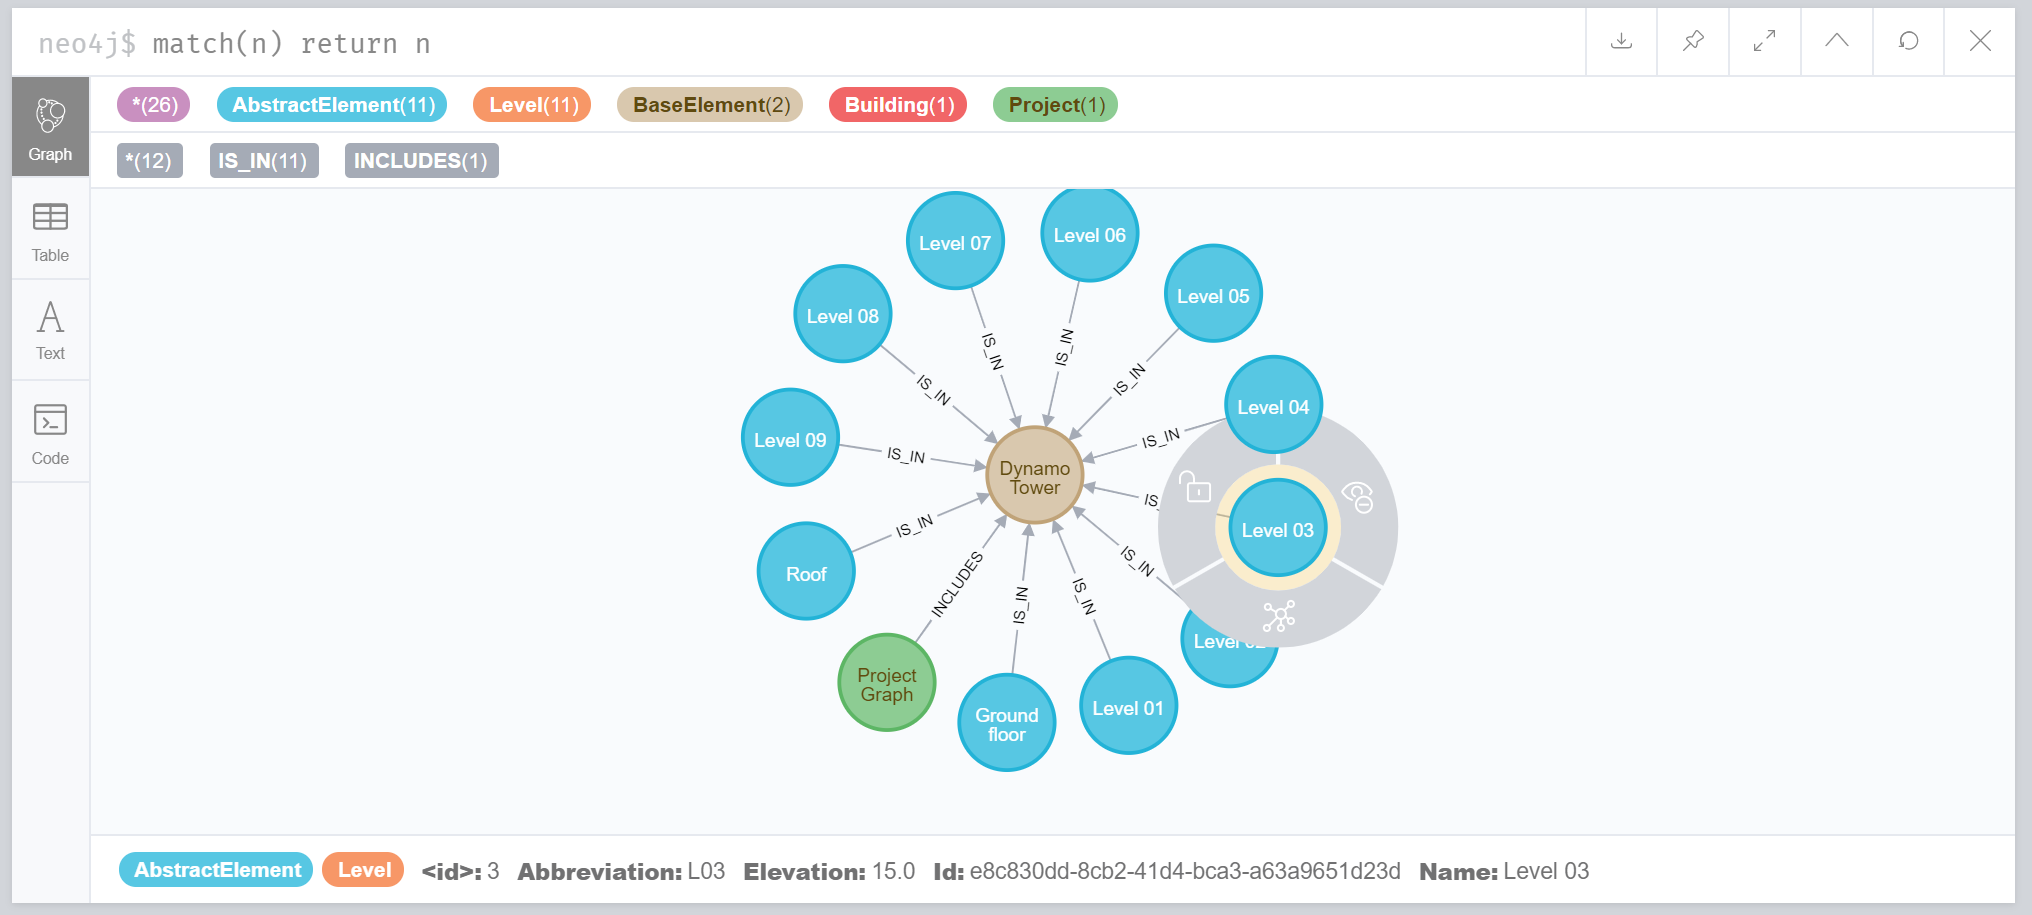 neo4j$ match(n) return n
*(26) AbstractElement(11) Level(11) BaseElement(2) Building(1) Project(1)
*(12) IS_IN(11) INCLUDES(1)
Graph
Table
Text
Code
Level 07
Level 06
Level 05
Level 08
Level 04
Level 09
Dynamo
Tower
Level 03
Roof
Level 02
Project
Graph
Ground
floor
Level 01
IS_IN
IS_IN
IS_IN
IS_IN
IS_IN
IS_IN
IS_
IS_IN
IS_IN
INCLUDES
IS_IN
IS_IN
AbstractElement Level <id>: 3 Abbreviation: L03 Elevation: 15.0 Id: e8c830dd-8cb2-41d4-bca3-a63a9651d23d Name: Level 03